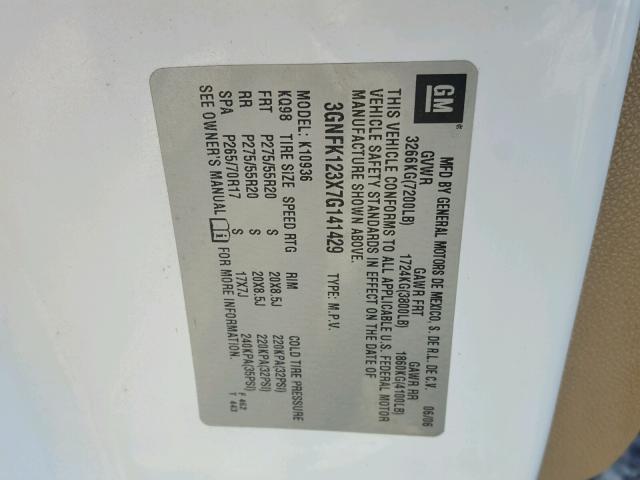 GM
MFD BY GENERAL MOTORS DE MEXICO, S. DE R.L. DE C.V. 06/06
GVWR GAWR FRT GAWR RR
3266KG(7200LB) 1724KG(3800LB) 1860KG(4100LB)
THIS VEHICLE CONFORMS TO ALL APPLICABLE U.S. FEDERAL MOTOR
VEHICLE SAFETY STANDARDS IN EFFECT ON THE DATE OF
MANUFACTURE SHOWN ABOVE.
3GNFK123X7G141429 TYPE: M.P.V.
MODEL: K10936
KQ98 TIRE SIZE SPEED RTG RIM COLD TIRE PRESSURE
FRT P275/55R20 S 20X8.5J 220KPA(32PSI)
RR P275/55R20 S 20X8.5J 220KPA(32PSI)
SPA P265/70R17 S 17X7J 240KPA(35PSI)
SEE OWNER'S MANUAL FOR MORE INFORMATION
F 462
T 443